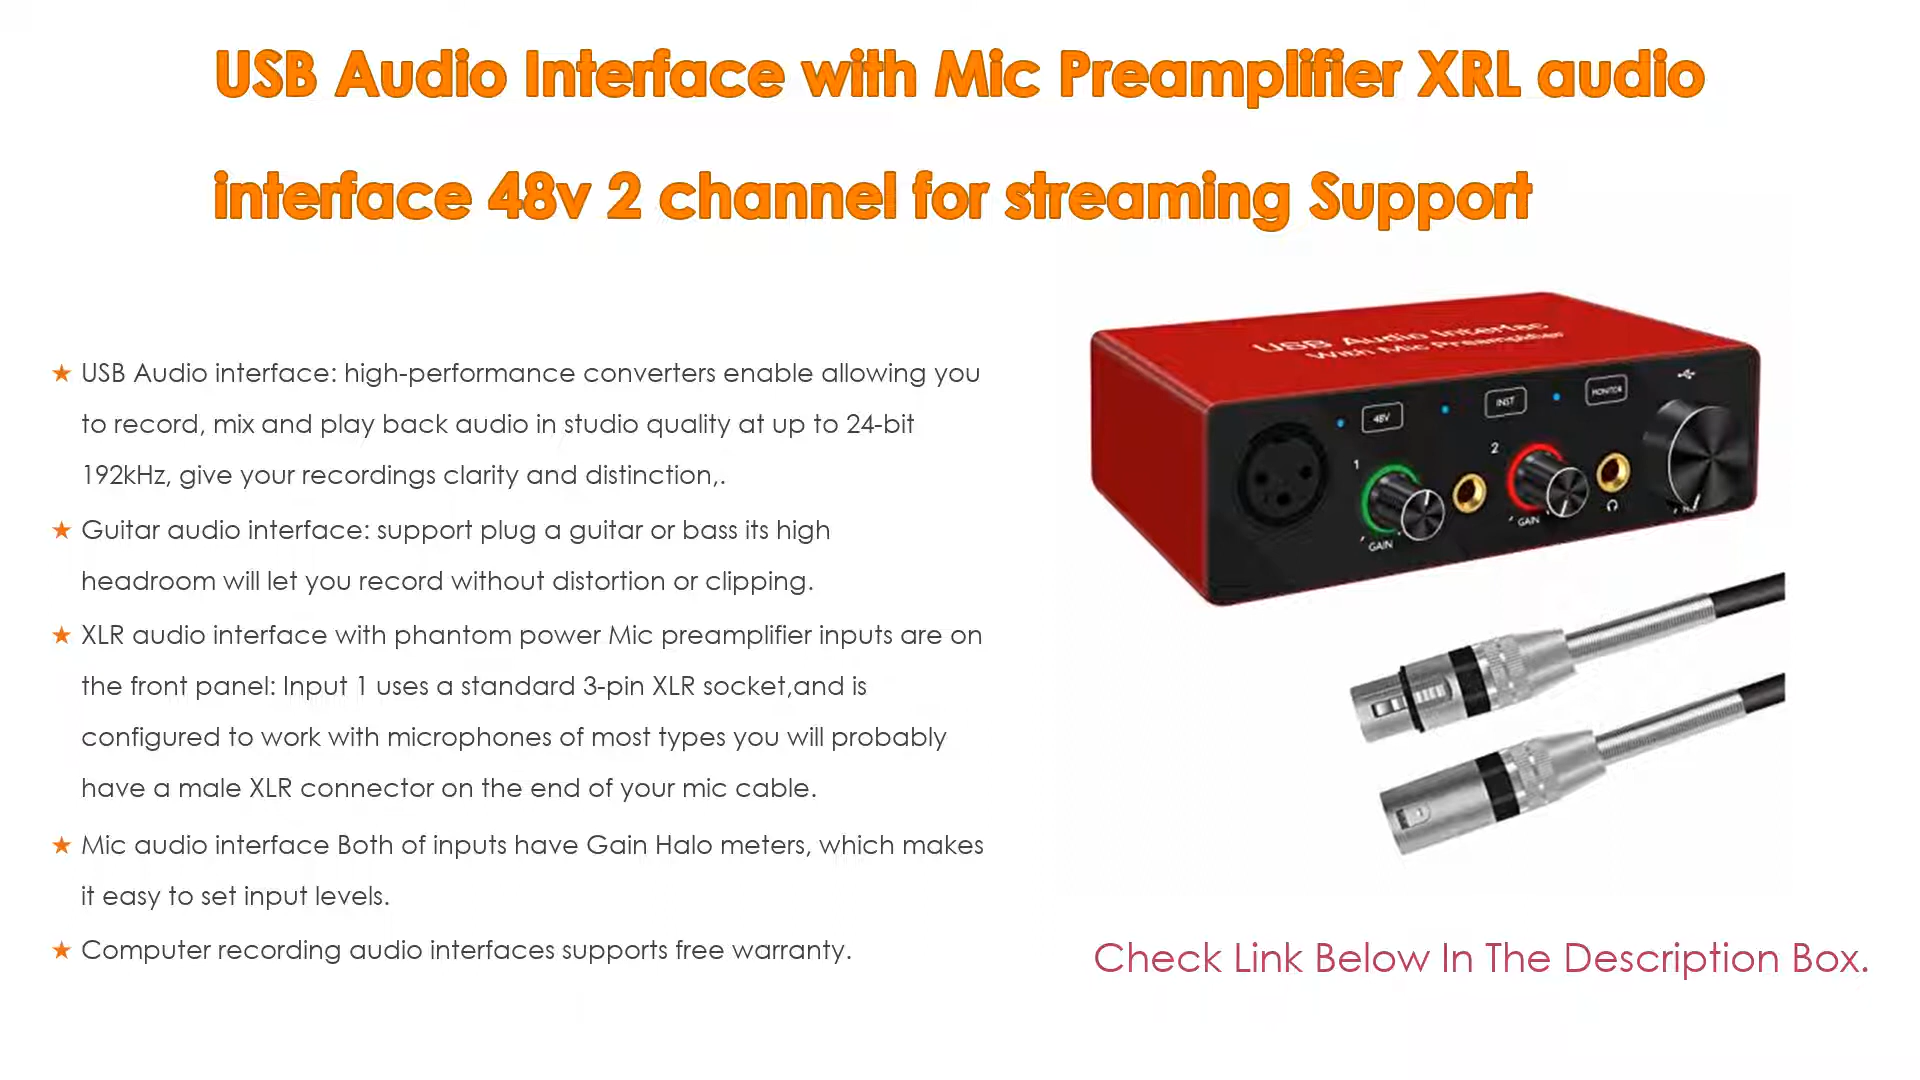 USB Audio Interface with Mic Preamplifier XRL audio
interface 48v 2 channel for streaming Support
★ USB Audio interface: high-performance converters enable allowing you
to record, mix and play back audio in studio quality at up to 24-bit
192kHz, give your recordings clarity and distinction,.
★ Guitar audio interface: support plug a guitar or bass its high
headroom will let you record without distortion or clipping.
★ XLR audio interface with phantom power Mic preamplifier inputs are on
the front panel: Input 1 uses a standard 3-pin XLR socket,and is
configured to work with microphones of most types you will probably
have a male XLR connector on the end of your mic cable.
★ Mic audio interface Both of inputs have Gain Halo meters, which makes
it easy to set input levels.
★ Computer recording audio interfaces supports free warranty.
USB Audio Interfac
With Mic Preamplifier
48V
INST
MONITOR
1
2
GAIN
GAIN
Check Link Below In The Description Box.